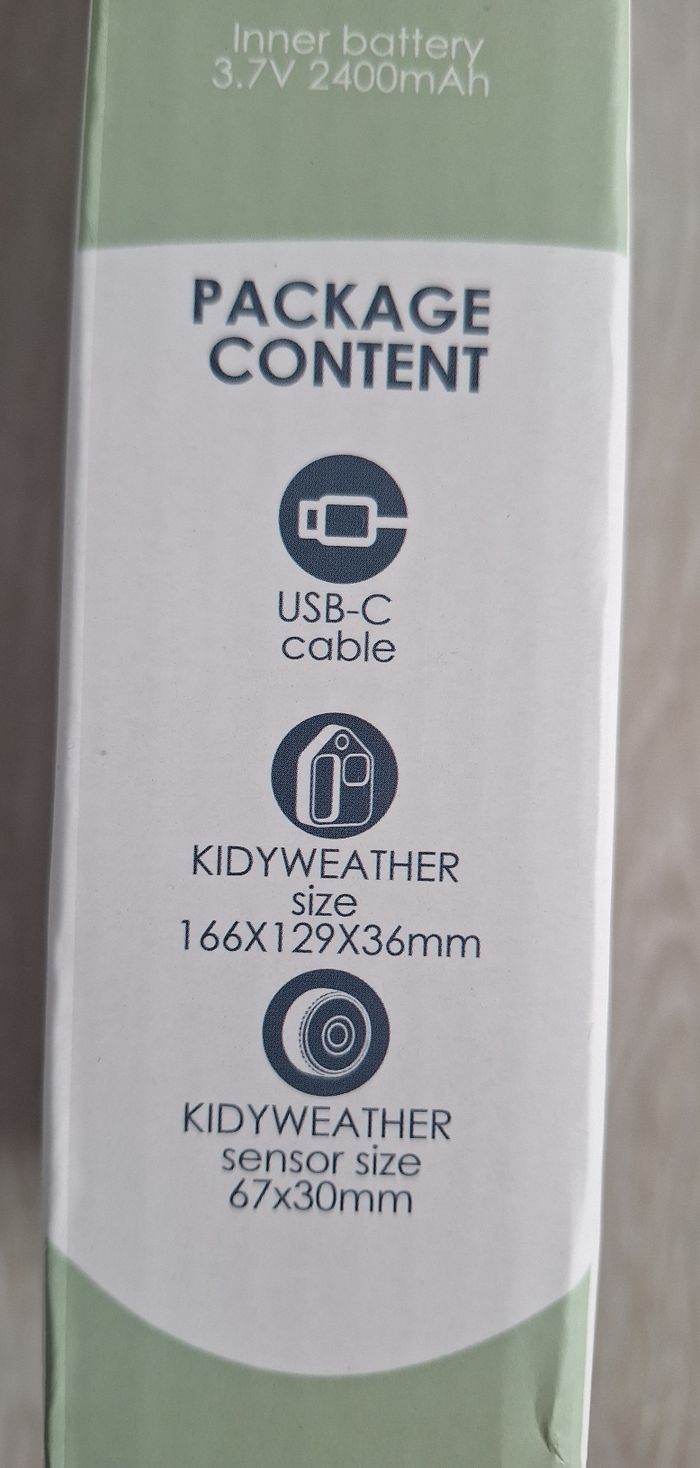 Inner battery
3.7V 2400mAh
PACKAGE
CONTENT
USB-C
cable
KIDYWEATHER
size
166X129X36mm
KIDYWEATHER
sensor size
67x30mm